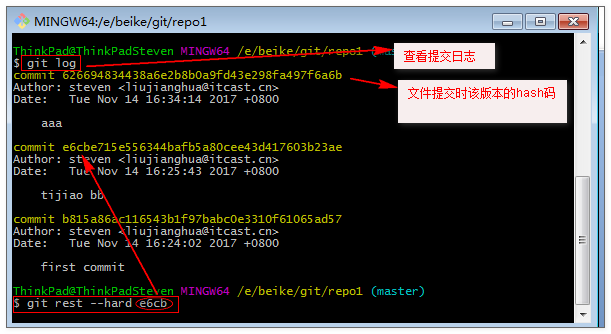 MINGW64:/e/beike/git/repo1
ThinkPad@ThinkPadSteven MINGW64 /e/beike/git/repo1 (
$ git log
查看提交日志
commit 626694834438a6e2b8b0a9fd43e298fa497f6a6b
Author: steven <liujianghua@itcast.cn>
文件提交时该版本的hash码
Date: Tue Nov 14 16:34:14 2017 +0800
aaa
commit e6cbe715e556344bafb5a80cee43d417603b23ae
Author: steven <liujianghua@itcast.cn>
Date: Tue Nov 14 16:25:43 2017 +0800
tijiao bb
commit b815a86ac116543b1f97babc0e3310f61065ad57
Author: steven <liujianghua@itcast.cn>
Date: Tue Nov 14 16:24:02 2017 +0800
first commit
ThinkPad@ThinkPadSteven MINGW64 /e/beike/git/repo1 (master)
$ git rest --hard e6cb